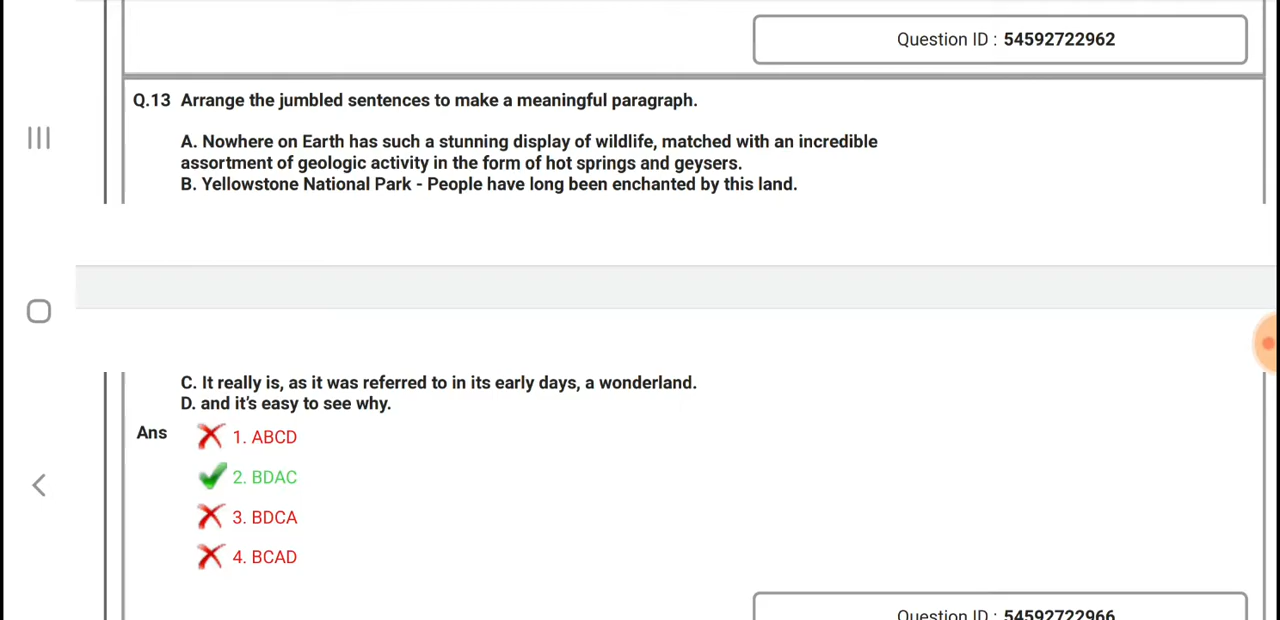 Question ID : 54592722962
Q.13 Arrange the jumbled sentences to make a meaningful paragraph.
A. Nowhere on Earth has such a stunning display of wildlife, matched with an incredible
assortment of geologic activity in the form of hot springs and geysers.
B. Yellowstone National Park - People have long been enchanted by this land.
C. It really is, as it was referred to in its early days, a wonderland.
D. and it's easy to see why.
Ans 1. ABCD
2. BDAC
3. BDCA
4. BCAD
Question ID : 54592722966